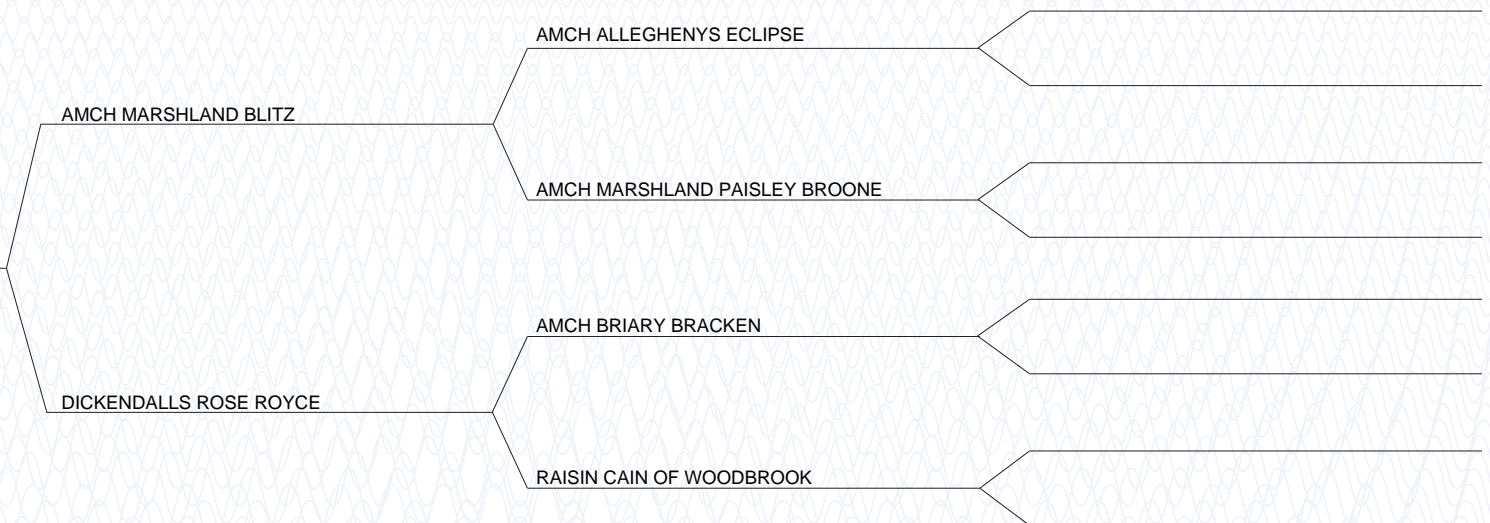 AMCH ALLEGHENYS ECLIPSE
AMCH MARSHLAND BLITZ
AMCH MARSHLAND PAISLEY BROONE
AMCH BRIARY BRACKEN
DICKENDALLS ROSE ROYCE
RAISIN CAIN OF WOODBROOK